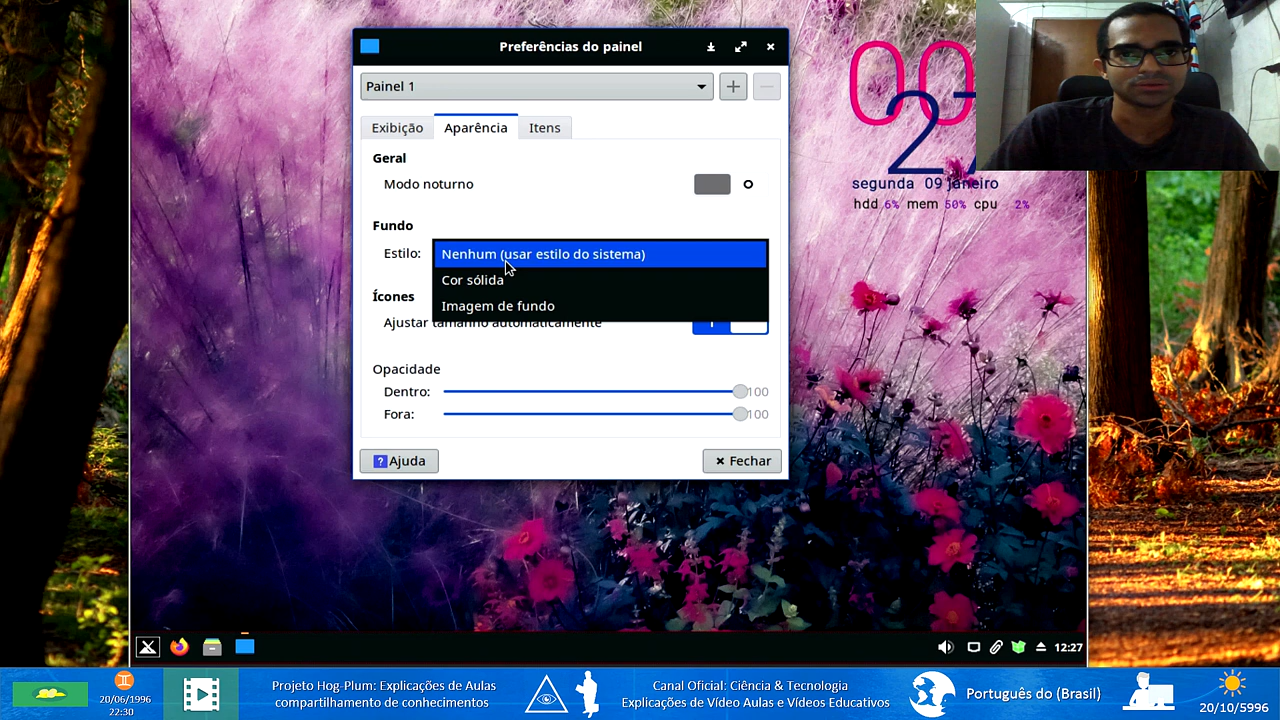 Preferências do painel
Painel 1
Exibição
Aparência
Itens
Geral
Modo noturno
Fundo
Estilo:
Nenhum (usar estilo do sistema)
Cor sólida
Imagem de fundo
Ícones
Ajustar tamanho automaticamente
Opacidade
Dentro:
100
Fora:
100
Ajuda
Fechar
segunda 09 janeiro
hdd 6% mem 50% cpu 2%
12:27
20/06/1996
22:30
Projeto Hog-Plum: Explicações de Aulas
compartilhamento de conhecimentos
Canal Oficial: Ciência & Tecnologia
Explicações de Vídeo Aulas e Vídeos Educativos
Português do (Brasil)
20/10/5996